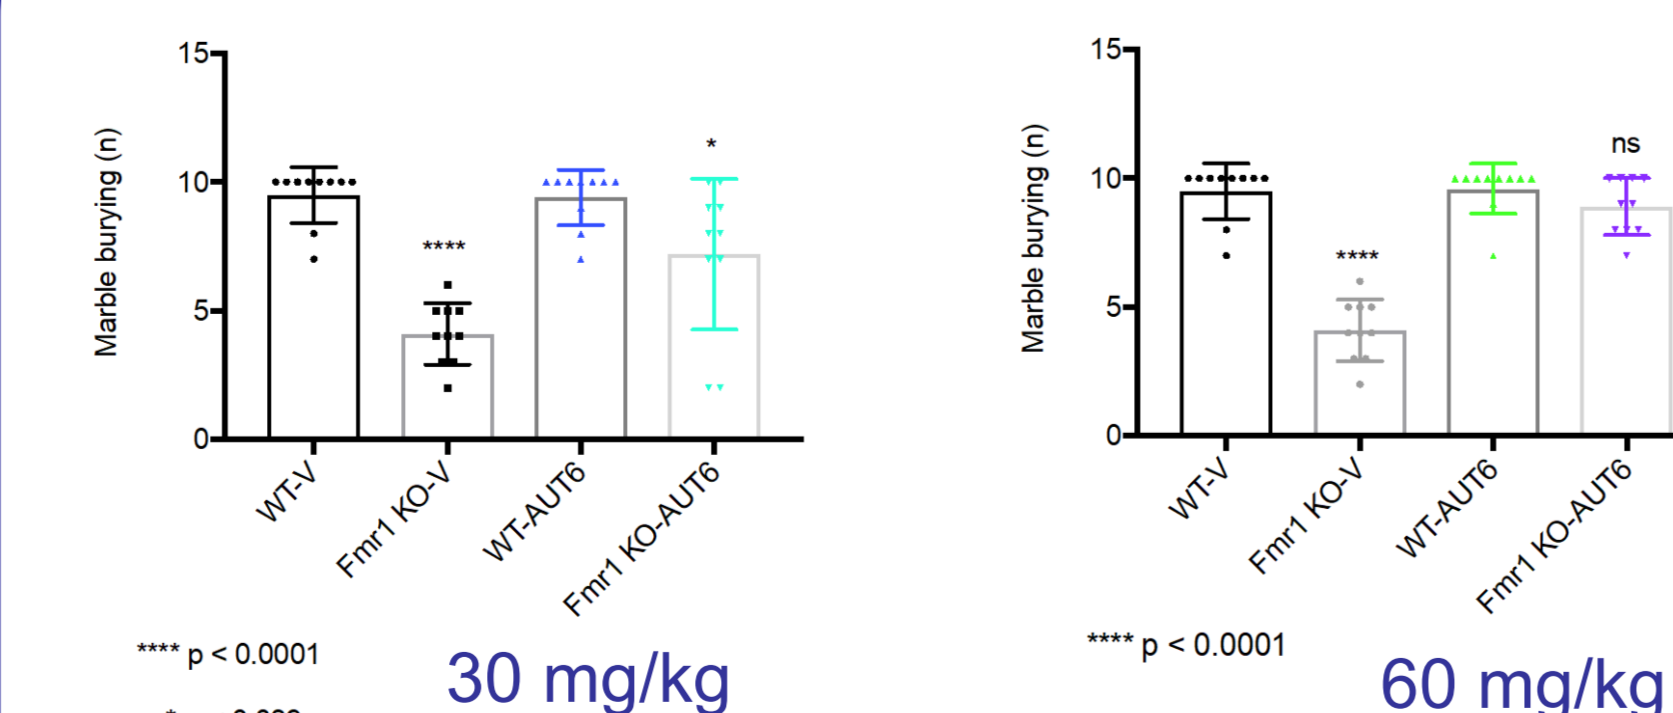 15
10
5
0
Marble burying (n)
****
*
WT-V
Fmr1 KO-V
WT-AUT6
Fmr1 KO-AUT6
**** p < 0.0001
30 mg/kg
15
10
5
0
Marble burying (n)
****
ns
WT-V
Fmr1 KO-V
WT-AUT6
Fmr1 KO-AUT6
**** p < 0.0001
60 mg/kg